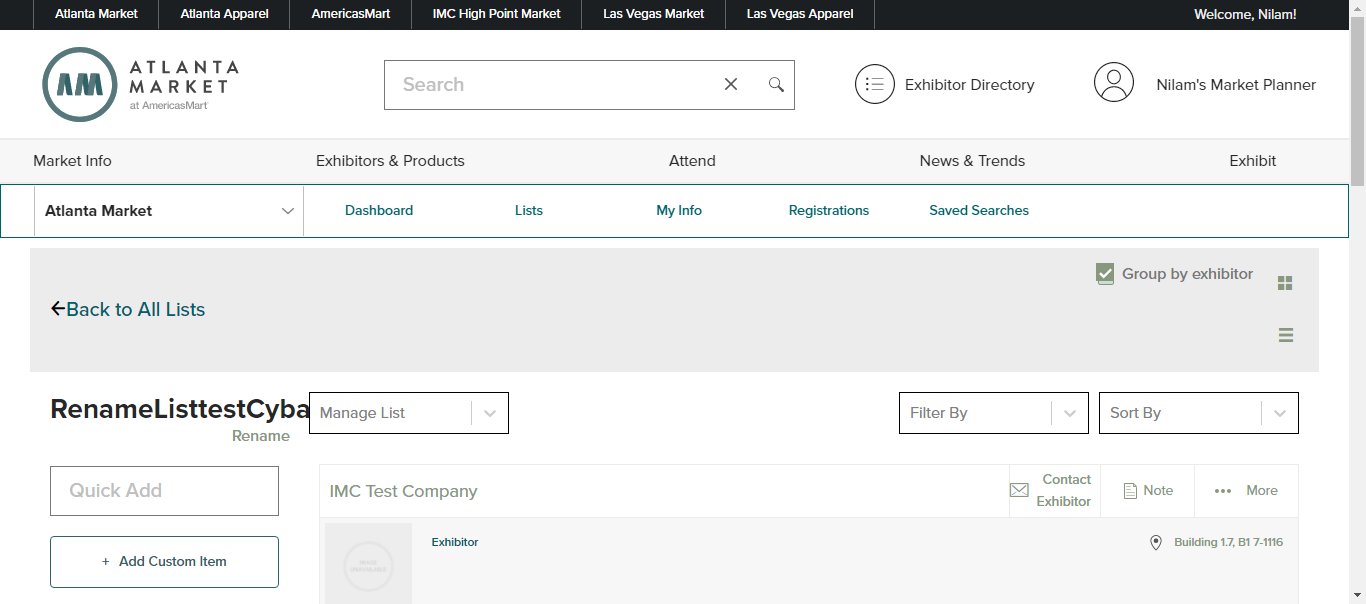 Atlanta Market
Atlanta Apparel
AmericasMart
IMC High Point Market
Las Vegas Market
Las Vegas Apparel
Welcome, Nilam!
AM
ATLANTA
MARKET
at AmericasMart
Search
Exhibitor Directory
Nilam's Market Planner
Market Info
Exhibitors & Products
Attend
News & Trends
Exhibit
Atlanta Market
Dashboard
Lists
My Info
Registrations
Saved Searches
Group by exhibitor
Back to All Lists
RenameListtestCyba
Rename
Manage List
Filter By
Sort By
Quick Add
+ Add Custom Item
IMC Test Company
Contact
Exhibitor
Note
More
IMAGE
UNAVAILABLE
Exhibitor
Building 1.7, B1 7-1116